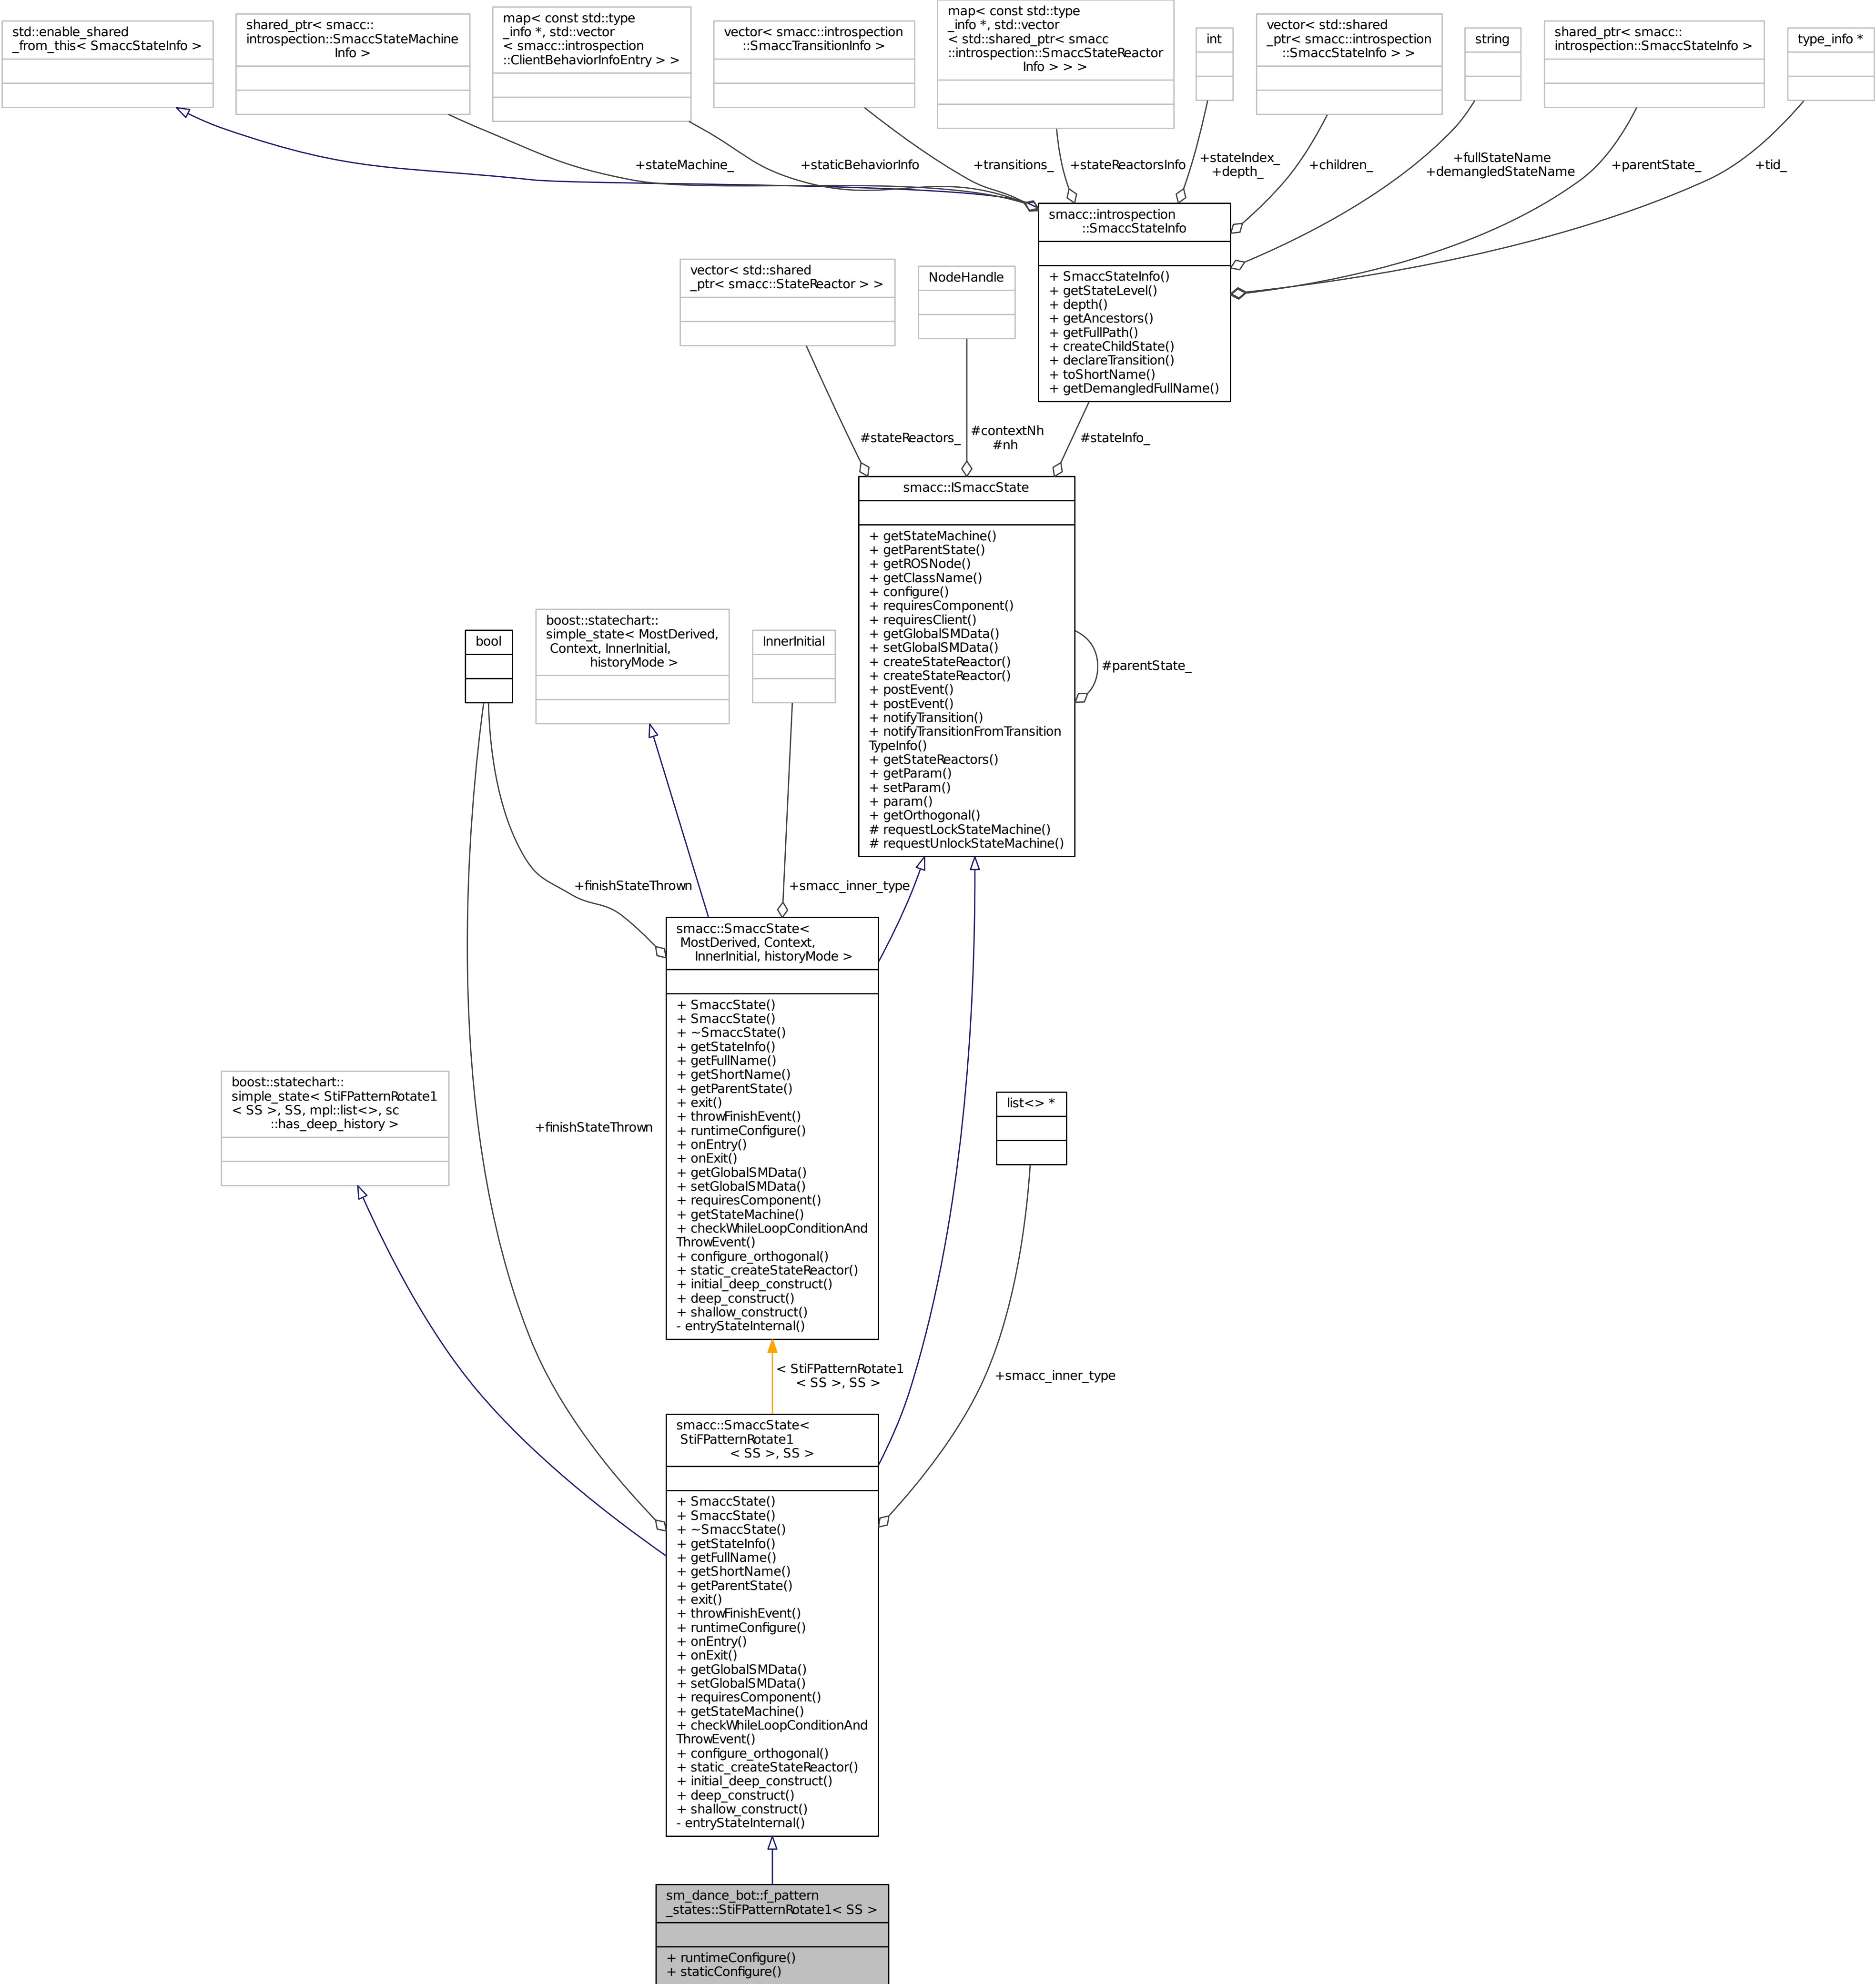 std::enable_shared
_from_this< SmaccStateInfo >
shared_ptr< smacc::
introspection::SmaccStateMachine
Info >
map< const std::type
_info *, std::vector
< smacc::introspection
::ClientBehaviorInfoEntry > >
vector< smacc::introspection
::SmaccTransitionInfo >
map< const std::type
_info *, std::vector
< std::shared_ptr< smacc
::introspection::SmaccStateReactor
Info > > >
int
vector< std::shared
_ptr< smacc::introspection
::SmaccStateInfo > >
string
shared_ptr< smacc::
introspection::SmaccStateInfo >
type_info *
+stateMachine_
+staticBehaviorInfo
+transitions_
+stateReactorsInfo
+stateIndex_
+depth_
+children_
+fullStateName
+demangledStateName
+parentState_
+tid_
smacc::introspection
::SmaccStateInfo
+ SmaccStateInfo()
+ getStateLevel()
+ depth()
+ getAncestors()
+ getFullPath()
+ createChildState()
+ declareTransition()
+ toShortName()
+ getDemangledFullName()
vector< std::shared
_ptr< smacc::StateReactor > >
NodeHandle
#stateReactors_
#contextNh
#nh
#stateInfo_
smacc::ISmaccState
+ getStateMachine()
+ getParentState()
+ getROSNode()
+ getClassName()
+ configure()
+ requiresComponent()
+ requiresClient()
+ getGlobalSMData()
+ setGlobalSMData()
+ createStateReactor()
+ createStateReactor()
+ postEvent()
+ postEvent()
+ notifyTransition()
+ notifyTransitionFromTransition
TypeInfo()
+ getStateReactors()
+ getParam()
+ setParam()
+ param()
+ getOrthogonal()
# requestLockStateMachine()
# requestUnlockStateMachine()
#parentState_
bool
boost::statechart::
simple_state< MostDerived,
Context, InnerInitial,
historyMode >
InnerInitial
+finishStateThrown
+smacc_inner_type
smacc::SmaccState<
MostDerived, Context,
InnerInitial, historyMode >
+ SmaccState()
+ SmaccState()
+ ~SmaccState()
+ getStateInfo()
+ getFullName()
+ getShortName()
+ getParentState()
+ exit()
+ throwFinishEvent()
+ runtimeConfigure()
+ onEntry()
+ onExit()
+ getGlobalSMData()
+ setGlobalSMData()
+ requiresComponent()
+ getStateMachine()
+ checkWhileLoopConditionAnd
ThrowEvent()
+ configure_orthogonal()
+ static_createStateReactor()
+ initial_deep_construct()
+ deep_construct()
+ shallow_construct()
- entryStateInternal()
boost::statechart::
simple_state< StiFPatternRotate1
< SS >, SS, mpl::list<>, sc
::has_deep_history >
+finishStateThrown
list<> *
< StiFPatternRotate1
< SS >, SS >
+smacc_inner_type
smacc::SmaccState<
StiFPatternRotate1
< SS >, SS >
+ SmaccState()
+ SmaccState()
+ ~SmaccState()
+ getStateInfo()
+ getFullName()
+ getShortName()
+ getParentState()
+ exit()
+ throwFinishEvent()
+ runtimeConfigure()
+ onEntry()
+ onExit()
+ getGlobalSMData()
+ setGlobalSMData()
+ requiresComponent()
+ getStateMachine()
+ checkWhileLoopConditionAnd
ThrowEvent()
+ configure_orthogonal()
+ static_createStateReactor()
+ initial_deep_construct()
+ deep_construct()
+ shallow_construct()
- entryStateInternal()
sm_dance_bot::f_pattern
_states::StiFPatternRotate1< SS >
+ runtimeConfigure()
+ staticConfigure()